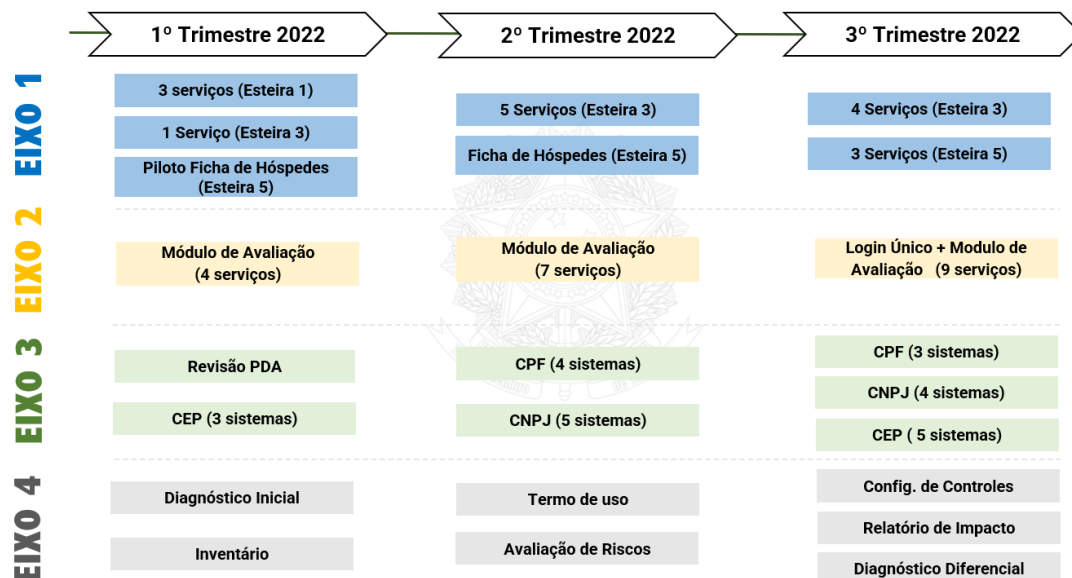 1º Trimestre 2022
2º Trimestre 2022
3º Trimestre 2022
EIXO 1
3 serviços (Esteira 1)
1 Serviço (Esteira 3)
Piloto Ficha de Hóspedes
(Esteira 5)
5 Serviços (Esteira 3)
Ficha de Hóspedes (Esteira 5)
4 Serviços (Esteira 3)
3 Serviços (Esteira 5)
EIXO 2
Módulo de Avaliação
(4 serviços)
Módulo de Avaliação
(7 serviços)
Login Único + Modulo de
Avaliação (9 serviços)
EIXO 3
Revisão PDA
CEP (3 sistemas)
CPF (4 sistemas)
CNPJ (5 sistemas)
CPF (3 sistemas)
CNPJ (4 sistemas)
CEP ( 5 sistemas)
EIXO 4
Diagnóstico Inicial
Inventário
Termo de uso
Avaliação de Riscos
Config. de Controles
Relatório de Impacto
Diagnóstico Diferencial